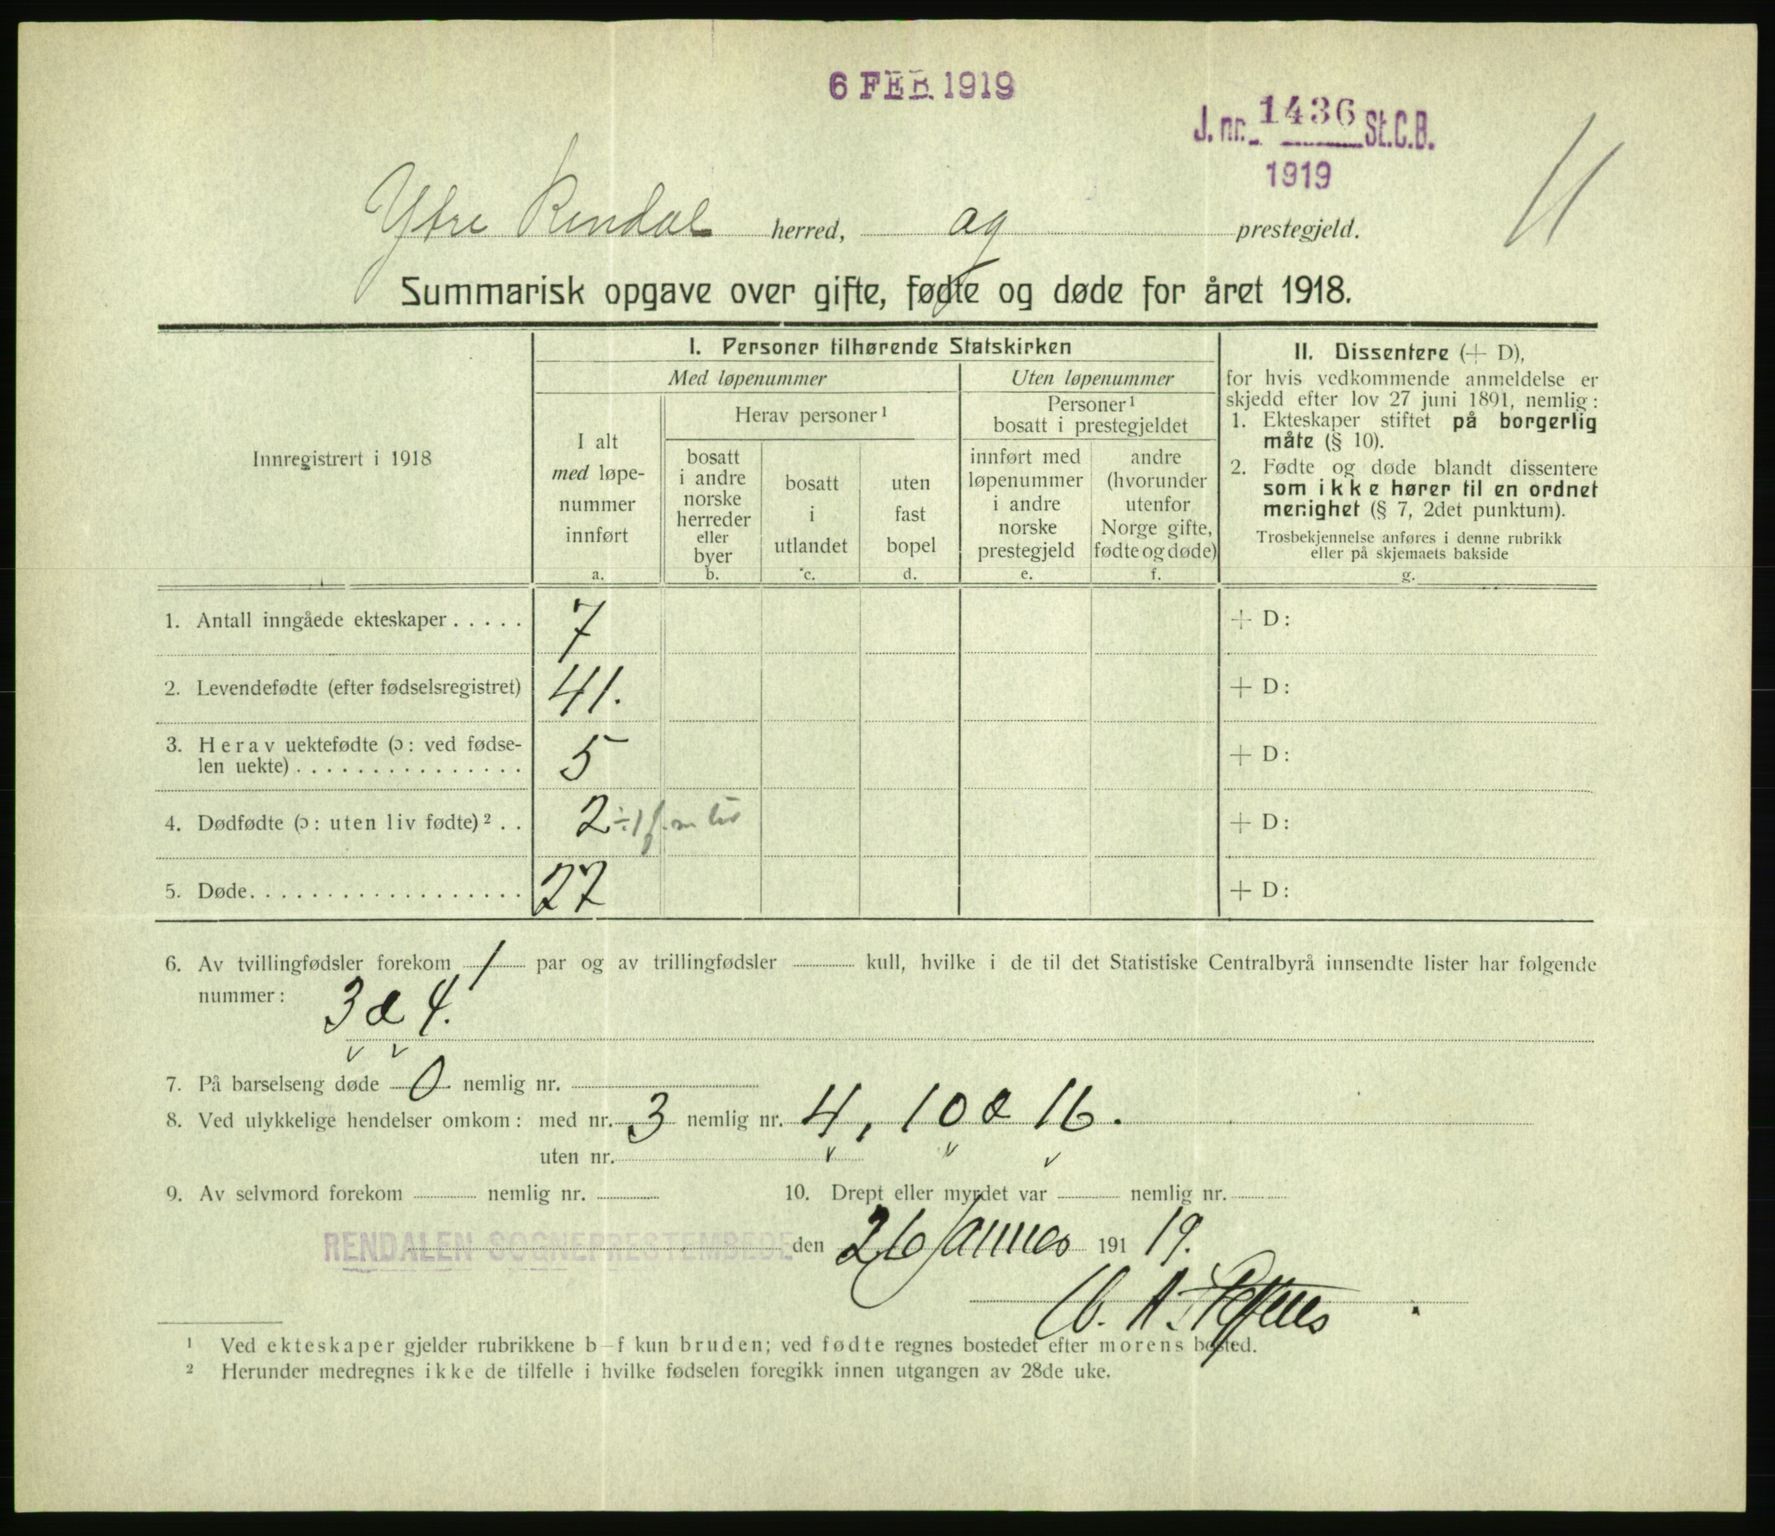 6 FEB. 1919
J. nr. 1436 St.C.B.
1919
Ytre Rendal herred, og prestegjeld.
Summarisk opgave over gifte, fødte og døde for året 1918.
Innregistrert i 1918
I. Personer tilhørende Statskirken
Med løpenummer
Uten løpenummer
I alt
med løpe-
nummer
innført
a.
Herav personer ¹
bosatt
i andre
norske
herreder
eller
byer
b.
bosatt
i
utlandet
c.
uten
fast
bopel
d.
Personer ¹
bosatt i prestegjeldet
innført med
løpenummer
i andre
norske
prestegjeld
e.
andre
(hvorunder
utenfor
Norge gifte,
fødte og døde)
f.
II. Dissentere (+ D),
for hvis vedkommende anmeldelse er
skjedd efter lov 27 juni 1891, nemlig:
1. Ekteskaper stiftet på borgerlig
måte (§ 10).
2. Fødte og døde blandt dissentere
som ikke hører til en ordnet
menighet (§ 7, 2det punktum).
Trosbekjennelse anføres i denne rubrikk
eller på skjemaets bakside
g.
1. Antall inngåede ekteskaper . . . . . 7 + D:
2. Levendefødte (efter fødselsregistret) 41. + D:
3. Herav uektefødte (ɔ: ved fødse-
len uekte) . . . . . . . . . . . . . . . 5 + D:
4. Dødfødte (ɔ: uten liv fødte) ² . . 2 ÷1 + D:
5. Døde. . . . . . . . . . . . . . . . . . 27 + D:
6. Av tvillingfødsler forekom 1 par og av trillingfødsler kull, hvilke i de til det Statistiske Centralbyrå innsendte lister har følgende
nummer:
3 & 4.
7. På barselseng døde 0 nemlig nr.
8. Ved ulykkelige hendelser omkom: med nr. 3 nemlig nr. 4, 10 & 16.
uten nr.
9. Av selvmord forekom nemlig nr. 10. Drept eller myrdet var nemlig nr.
RENDALEN SOGNEPRESTEMBEDE den 26 Januar 1919.
¹ Ved ekteskaper gjelder rubrikkene b—f kun bruden; ved fødte regnes bostedet efter morens bosted.
² Herunder medregnes ikke de tilfelle i hvilke fødselen foregikk innen utgangen av 28de uke.